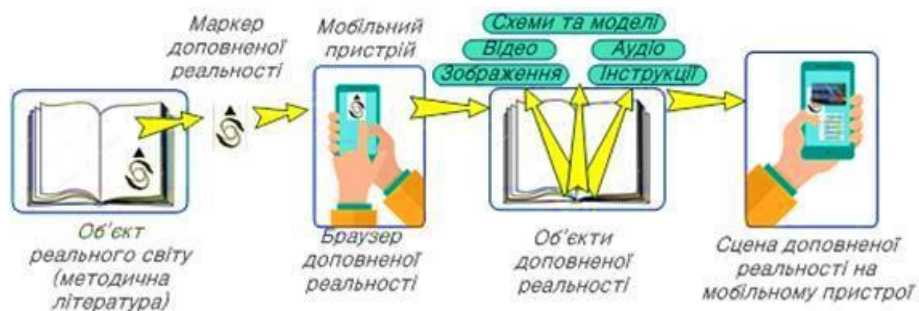 Маркер
доповненої
реальності
Мобільний
пристрій
Схеми та моделі
Відео
Аудіо
Зображення
Інструкції
Об'єкт
реального світу
(методична
література)
Браузер
доповненої
реальності
Об'єкти
доповненої
реальності
Сцена доповненої
реальності на
мобільному пристрої